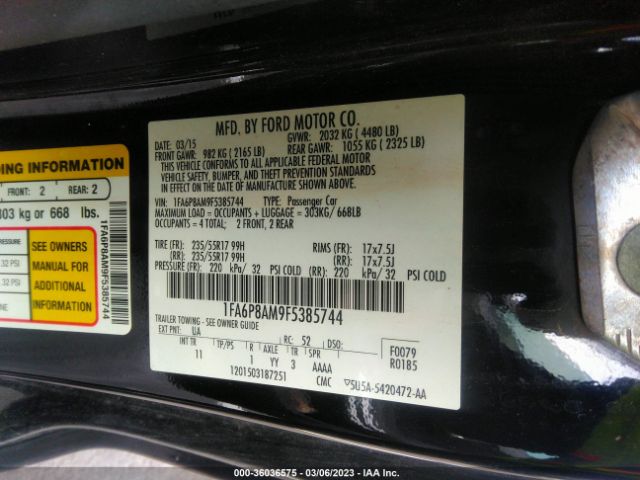 MFD. BY FORD MOTOR CO.
03/15 GVWR: 2032 KG ( 4480 LB)
FRONT GAWR: 982 KG ( 2165 LB) REAR GAWR: 1055 KG ( 2325 LB)
THIS VEHICLE CONFORMS TO ALL APPLICABLE FEDERAL MOTOR
VEHICLE SAFETY, BUMPER, AND THEFT PREVENTION STANDARDS
IN EFFECT ON THE DATE OF MANUFACTURE SHOWN ABOVE.
VIN: 1FA6P8AM9F5385744 TYPE: Passenger Car
MAXIMUM LOAD = OCCUPANTS + LUGGAGE = 303KG/ 668LB
OCCUPANTS = 4 TOTAL; 2 FRONT, 2 REAR
TIRE (FR): 235/55R17 99H RIMS (FR): 17x7.5J
(RR): 235/55R17 99H (RR): 17x7.5J
PRESSURE (FR): 220 kPa/ 32 PSI COLD (RR): 220 kPa/ 32 PSI COLD
1FA6P8AM9F5385744
TRAILER TOWING - SEE OWNER GUIDE
EXT PNT: UA RC: 52 DSO:
INT TR TP/PS R AXLE TR SPR
11 1 YY 3 AAAA
1201503187251 CMC
F0079
R0185
5U5A-5420472-AA
DING INFORMATION
FRONT: 2 REAR: 2
303 kg or 668 lbs.
PRESSURE
32 PSI
32 PSI
NE
SEE OWNERS
MANUAL FOR
ADDITIONAL
INFORMATION
1FA6P8AM9F5385744
000-36036575 - 03/06/2023 - IAA Inc.